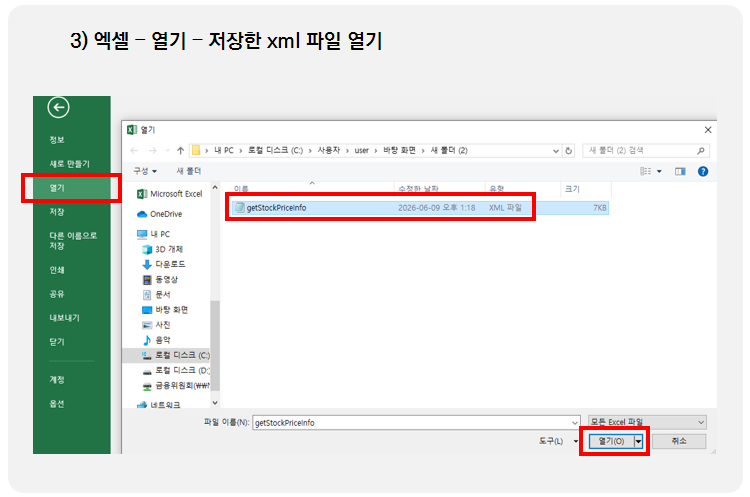 3) 엑셀 – 열기 – 저장한 xml 파일 열기
정보
새로 만들기
열기
저장
다른 이름으로
저장
인쇄
공유
내보내기
닫기
계정
옵션
열기
내 PC › 로컬 디스크 (C:) › 사용자 › user › 바탕 화면 › 새 폴더 (2)
새 폴더 (2) 검색
구성
새 폴더
이름
수정한 날짜
유형
크기
getStockPriceInfo
2026-06-09 오후 1:18
XML 파일
7KB
Microsoft Excel
OneDrive
내 PC
3D 개체
다운로드
동영상
문서
바탕 화면
사진
음악
로컬 디스크 (C:)
로컬 디스크 (D:)
네트워크
파일 이름(N):
getStockPriceInfo
모든 Excel 파일
도구(L)
열기(O)
취소